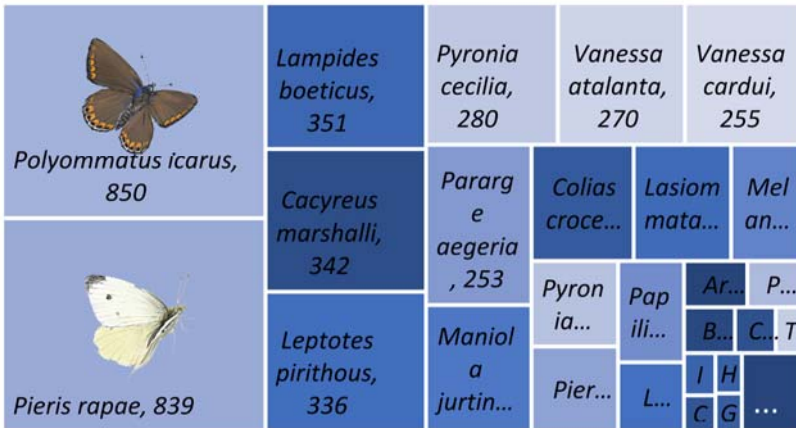 Polyommatus icarus,
850
Pieris rapae, 839
Lampides
boeticus,
351
Cacyreus
marshalli,
342
Leptotes
pirithous,
336
Pyronia
cecilia,
280
Vanessa
atalanta,
270
Vanessa
cardui,
255
Pararg
e
aegeria
, 253
Maniol
a
jurtin...
Colias
croce...
Lasiom
mata...
Mel
an...
Pyron
ia...
Pier...
Pap
ili...
L...
Ar...
P...
B...
C...
T
I
H
C
G
...